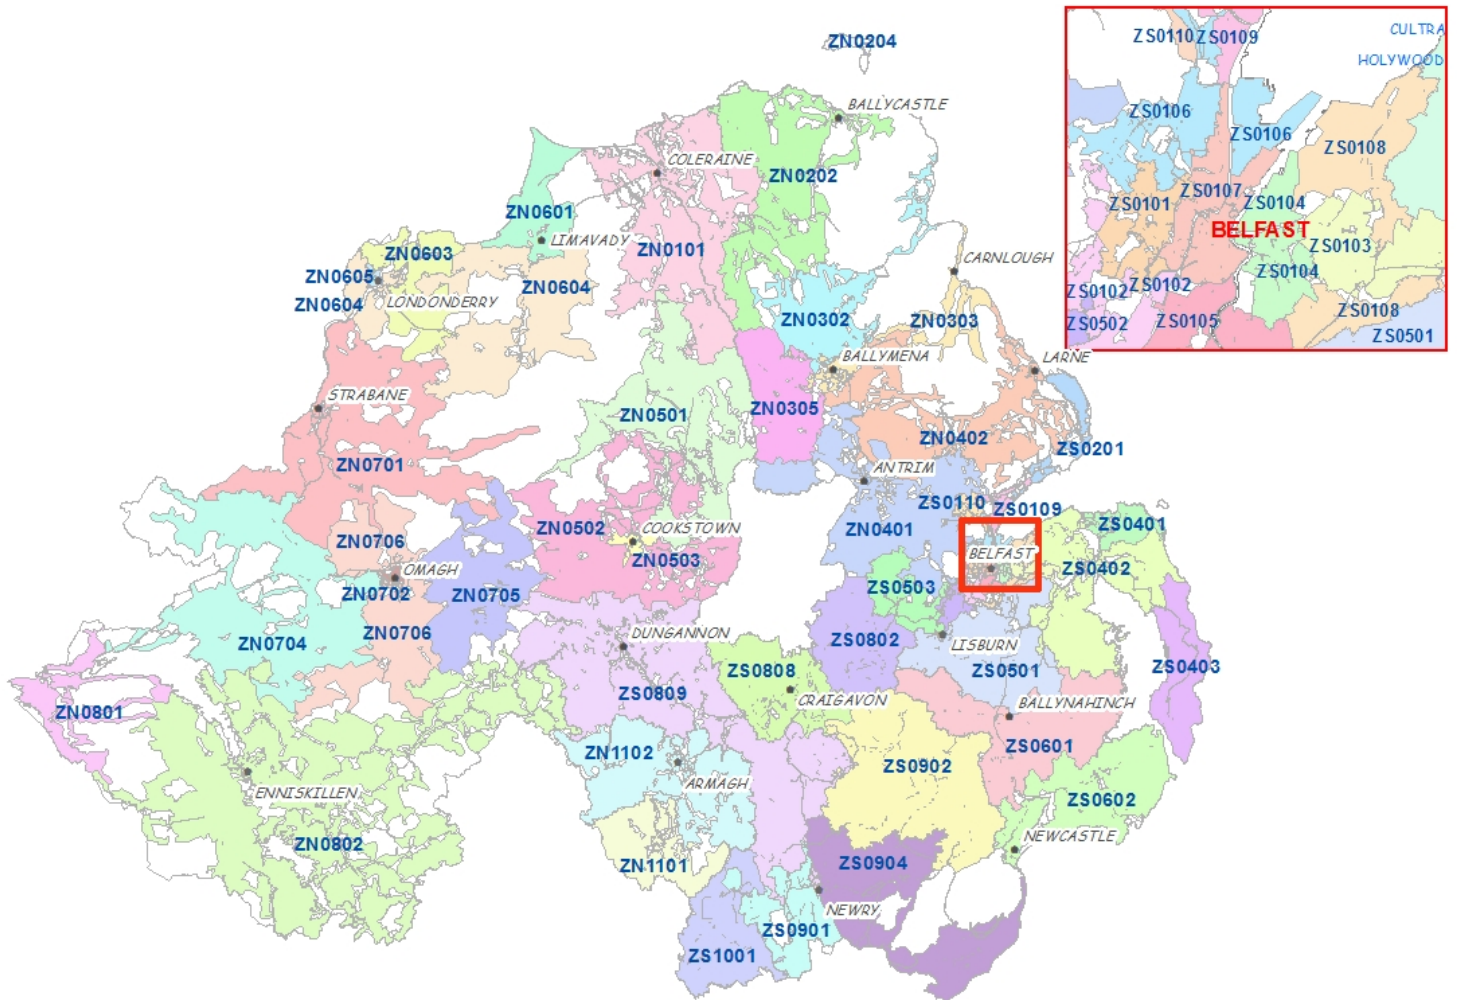 ZN0204
BALLYCASTLE
COLERAINE
ZN0202
ZN0601
LIMAVADY
ZN0101
ZN0603
CARNLOUGH
ZN0605
ZN0604
LONDONDERRY
ZN0604
ZN0302
ZN0303
BALLYMENA
LARNE
STRABANE
ZN0501
ZN0305
ZN0402
ZS0201
ZN0701
ANTRIM
ZS0110
ZS0109
ZN0502
COOKSTOWN
ZN0401
ZS0401
ZN0706
ZN0503
BELFAST
ZS0402
OMAGH
ZN0702
ZN0705
ZS0503
ZN0706
ZN0704
DUNGANNON
ZS0802
LISBURN
ZS0403
ZS0808
ZS0501
ZS0809
CRAIGAVON
BALLYNAHINCH
ZN0801
ZN1102
ZS0601
ZS0902
ARMAGH
ENNISKILLEN
ZS0602
NEWCASTLE
ZN0802
ZN1101
ZS0904
NEWRY
ZS0901
ZS1001
ZS0110
ZS0109
CULTRA
HOLYWOOD
ZS0106
ZS0106
ZS0108
ZS0107
ZS0101
ZS0104
BELFAST
ZS0103
ZS0104
ZS0102
ZS0102
ZS0108
ZS0502
ZS0105
ZS0501